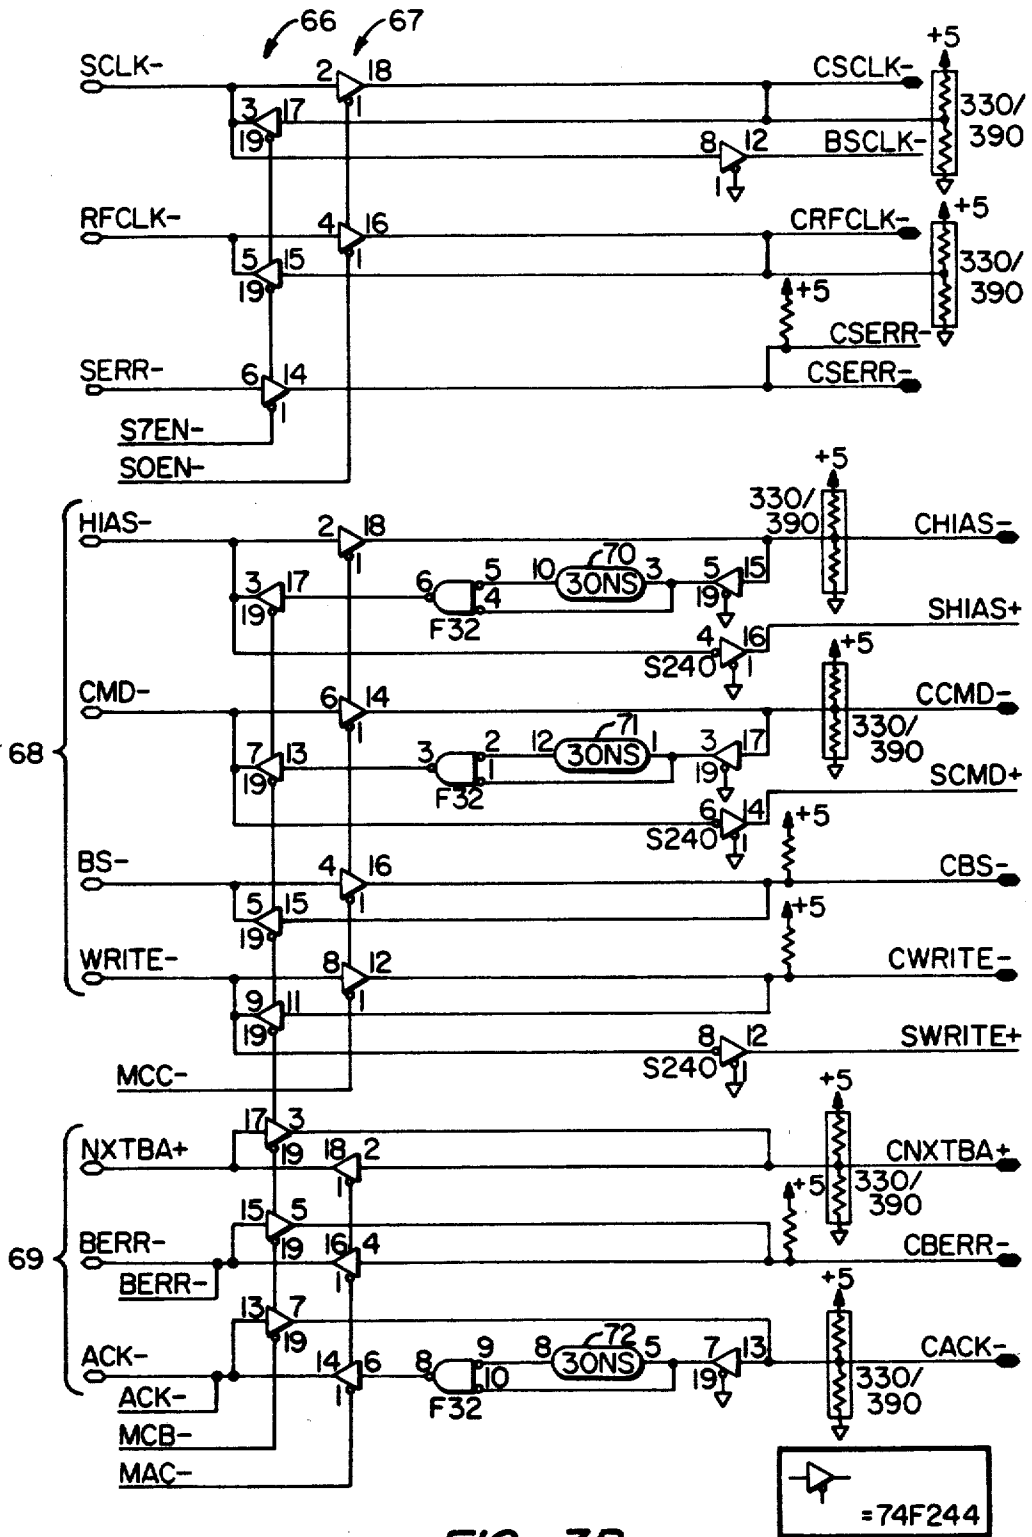 66 67
SCLK- 2 18 CSCLK- +5
1
3 17 330/
19 390
8 12 BSCLK-
1
RFCLK- 4 16 CRFCLK- +5
1
5 15 330/
19 390
+5
CSERR-
SERR- 6 14 CSERR-
1
S7EN-
SOEN-
+5
330/
390
HIAS- 2 18 CHIAS-
1
70
3 17 6 5 10 30NS 3 5 15
19 4 19
F32
SHIAS+
4 16
S240 1
+5
CMD- 6 14 CCMD-
1
71
330/
390
7 13 3 2 12 30NS 1 3 17
19 1 19
F32
68
SCMD+
6 14
S240 1
+5
BS- 4 16 CBS-
1
5 15
19
+5
WRITE- 8 12 CWRITE-
1
9 11
19
8 12 SWRITE+
S240 1
MCC-
+5
17 3
19
NXTBA+ 18 2 CNXTBA+
1
330/
390
+5
15 5
19
69
BERR- 16 4 CBERR-
1
BERR-
+5
13 7
19
72
ACK- 14 6 8 9 8 30NS 5 7 13 CACK-
1 10 19
F32
330/
390
ACK-
MCB-
MAC-
=74F244